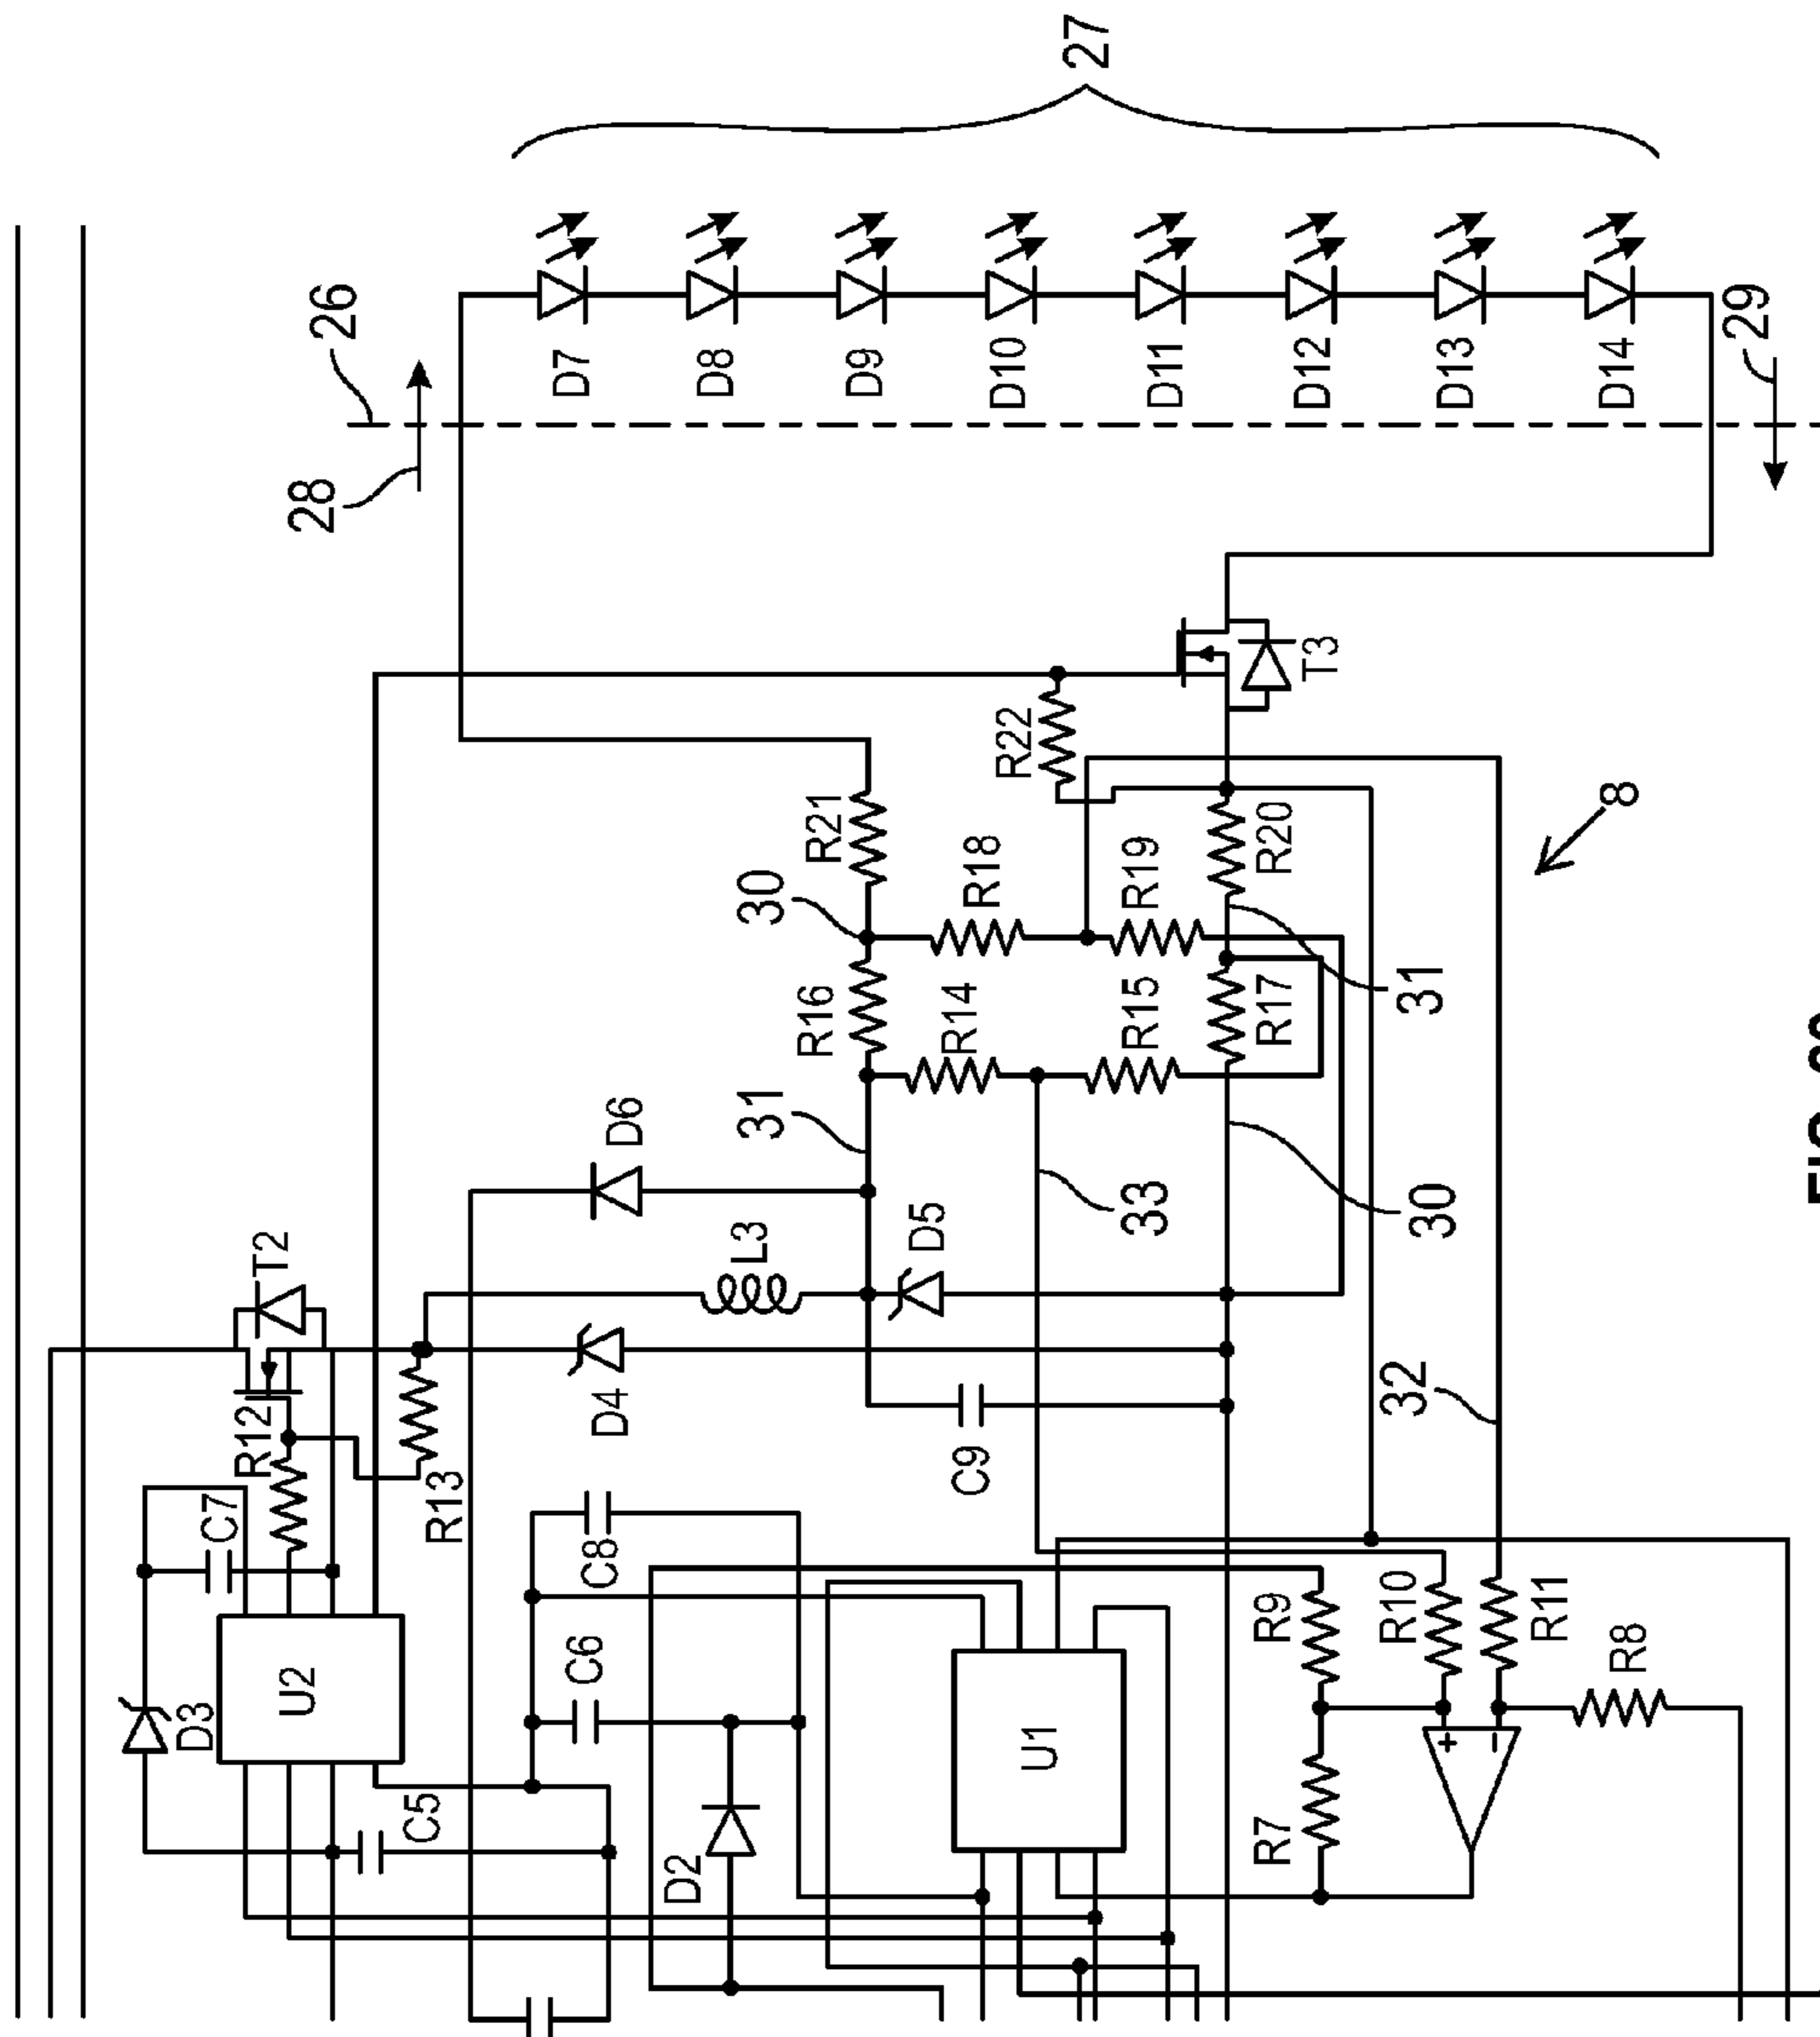 27
26
28
29
D7
D8
D9
D10
D11
D12
D13
D14
T3
R22
8
R21
R18
R19
R20
30
31
R16
R14
R15
R17
31
33
30
D6
T2
L3
D5
D4
C9
32
R12
R13
C7
C8
R9
R10
R11
R8
U2
C6
D3
U1
C5
D2
R7
+
−